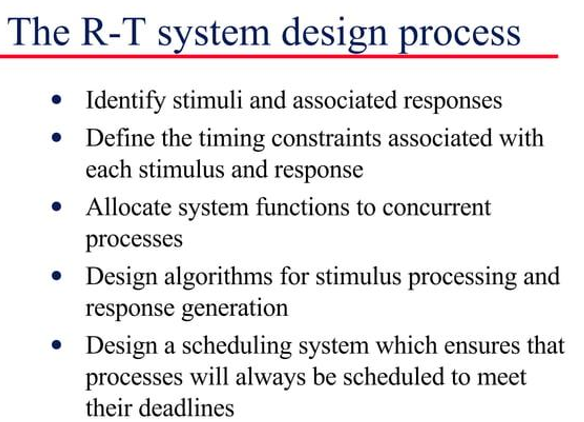 The R-T system design process
• Identify stimuli and associated responses
• Define the timing constraints associated with
each stimulus and response
• Allocate system functions to concurrent
processes
• Design algorithms for stimulus processing and
response generation
• Design a scheduling system which ensures that
processes will always be scheduled to meet
their deadlines